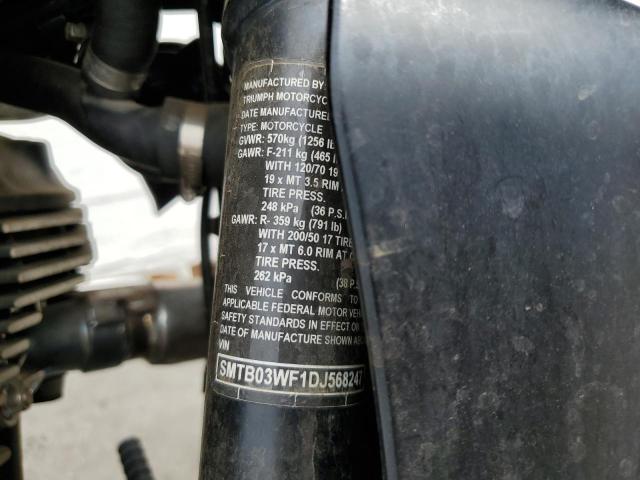 MANUFACTURED BY
TRIUMPH MOTORCYC
DATE MANUFACTURE
TYPE: MOTORCYCLE
GVWR: 570kg (1256 lb
GAWR: F-211 kg (465 l
WITH 120/70 19
19 x MT 3.5 RIM
TIRE PRESS.
248 kPa (36 P.S.I
GAWR: R- 359 kg (791 lb)
WITH 200/50 17 TIRE
17 x MT 6.0 RIM AT
TIRE PRESS.
262 kPa (38 P.S
THIS VEHICLE CONFORMS TO
APPLICABLE FEDERAL MOTOR VEH
SAFETY STANDARDS IN EFFECT ON
DATE OF MANUFACTURE SHOWN AB
VIN
SMTB03WF1DJ568247